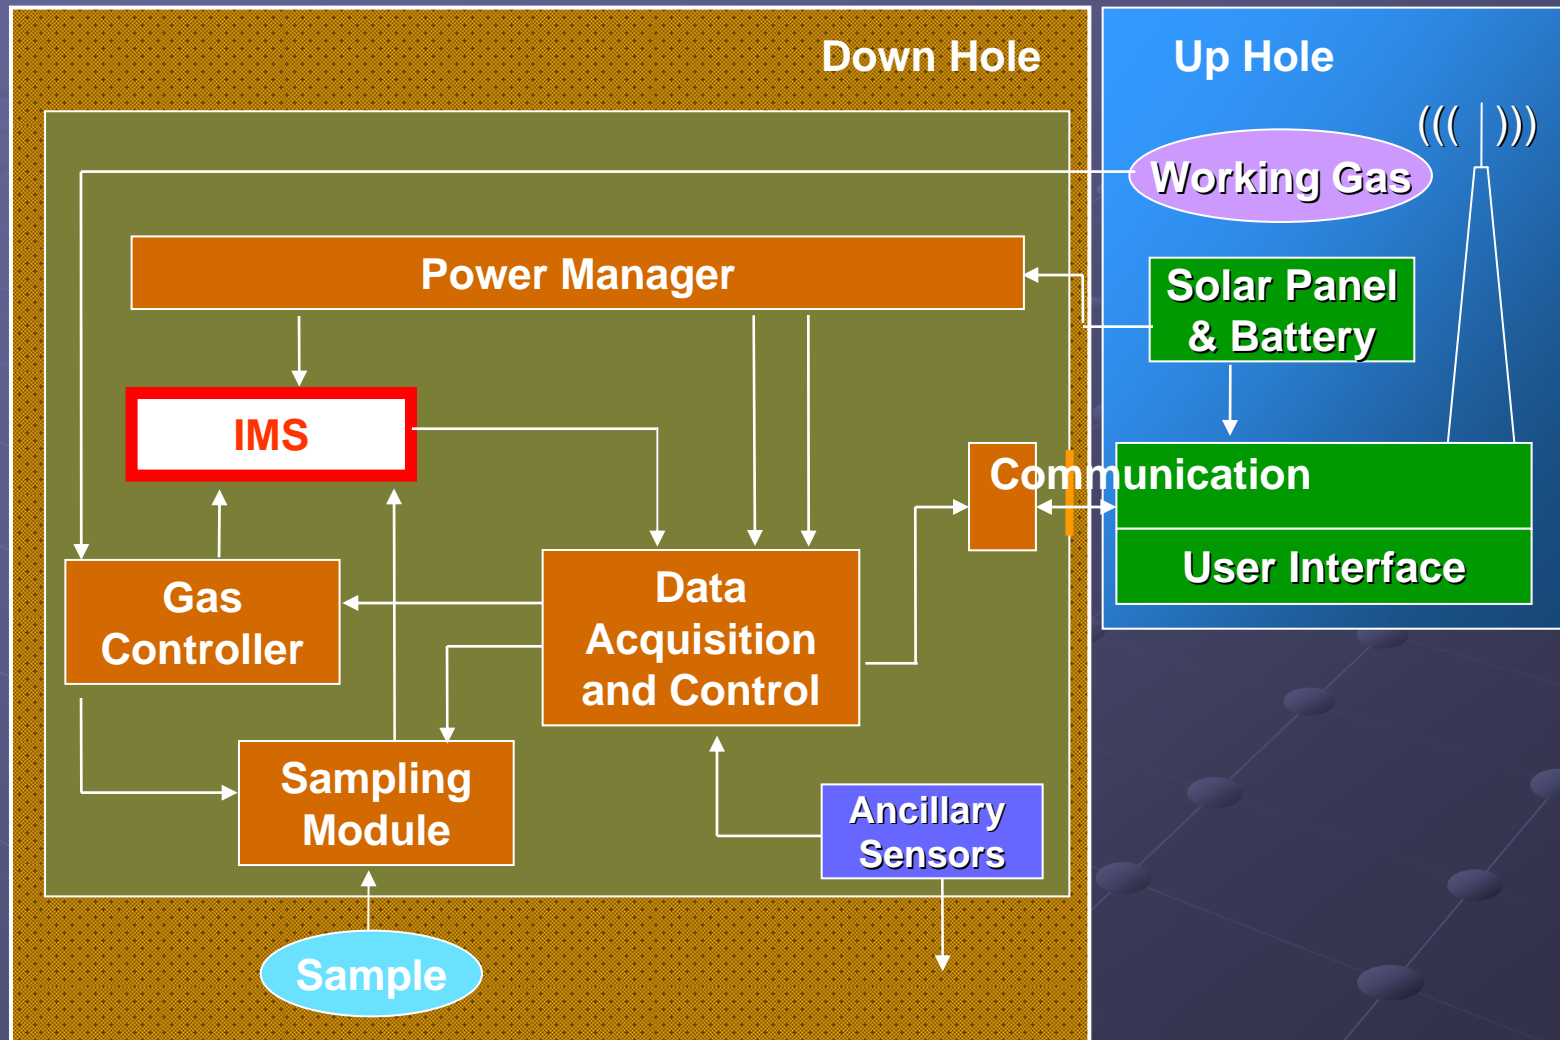 Down Hole
Up Hole
((( | )))
Working Gas
Power Manager
Solar Panel
& Battery
IMS
Communication
User Interface
Gas
Controller
Data
Acquisition
and Control
Sampling
Module
Ancillary
Sensors
Sample